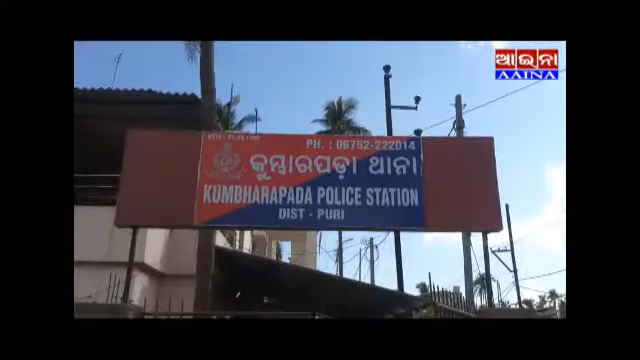 ଆଇନା
AAINA
PH. : 06752-222014
କୁମ୍ଭାରପଡ଼ା ଥାନା
KUMBHARAPADA POLICE STATION
DIST - PURI